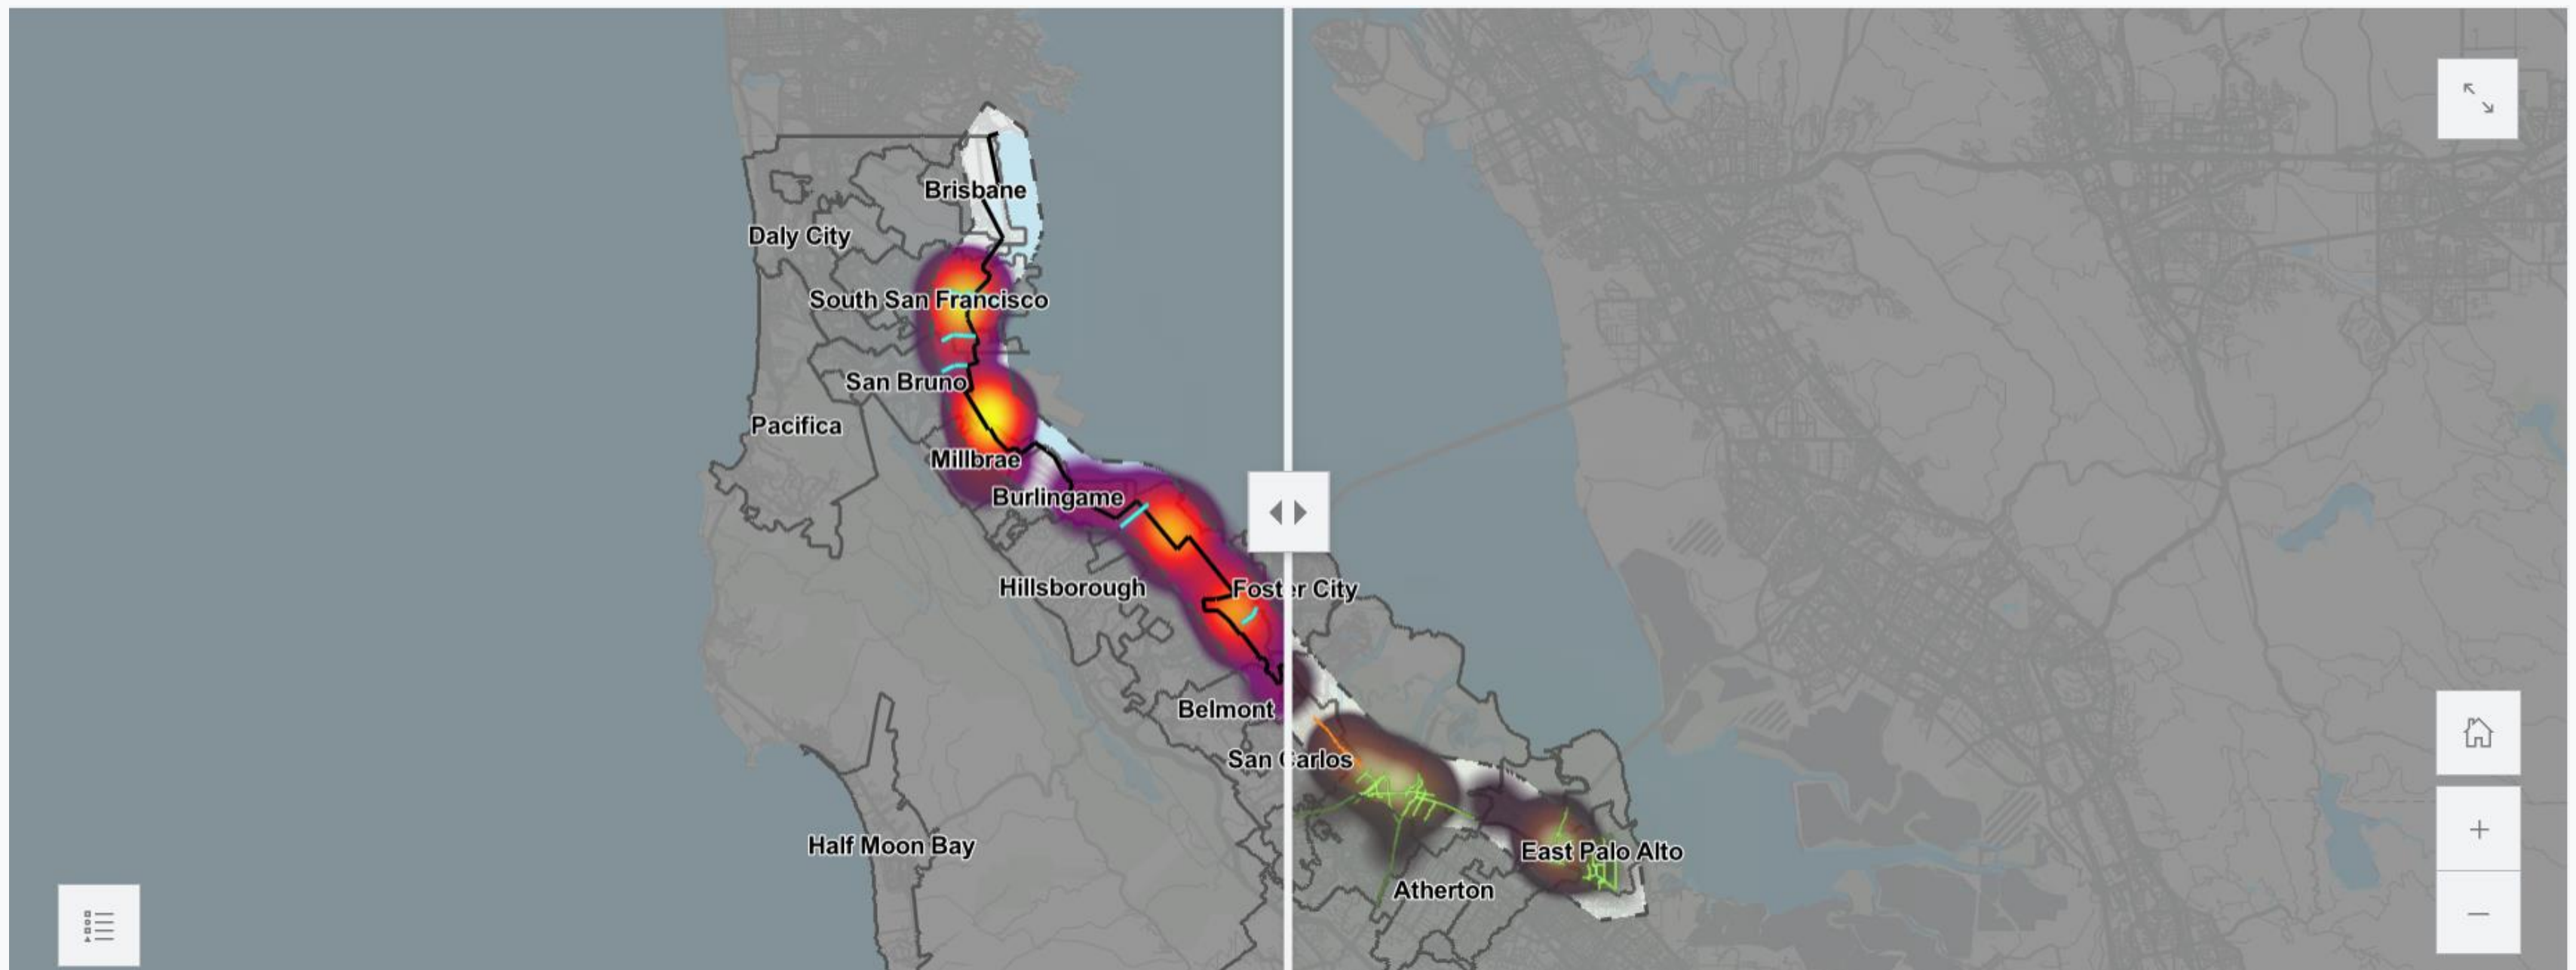 Brisbane
Daly City
South San Francisco
San Bruno
Pacifica
Millbrae
Burlingame
Hillsborough
Foster City
Belmont
San Carlos
Half Moon Bay
East Palo Alto
Atherton